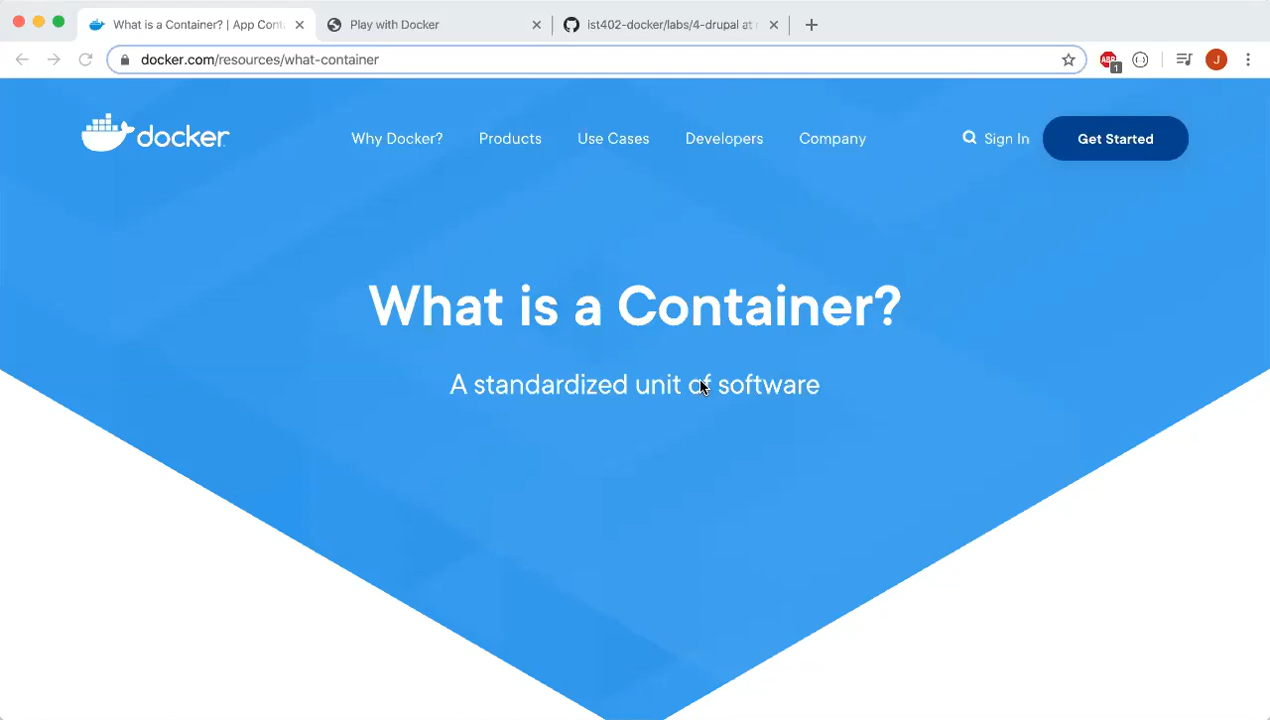 What is a Container? | App Cont
Play with Docker
ist402-docker/labs/4-drupal at
docker.com/resources/what-container
ABP
1
J
docker
Why Docker?
Products
Use Cases
Developers
Company
Sign In
Get Started
What is a Container?
A standardized unit of software